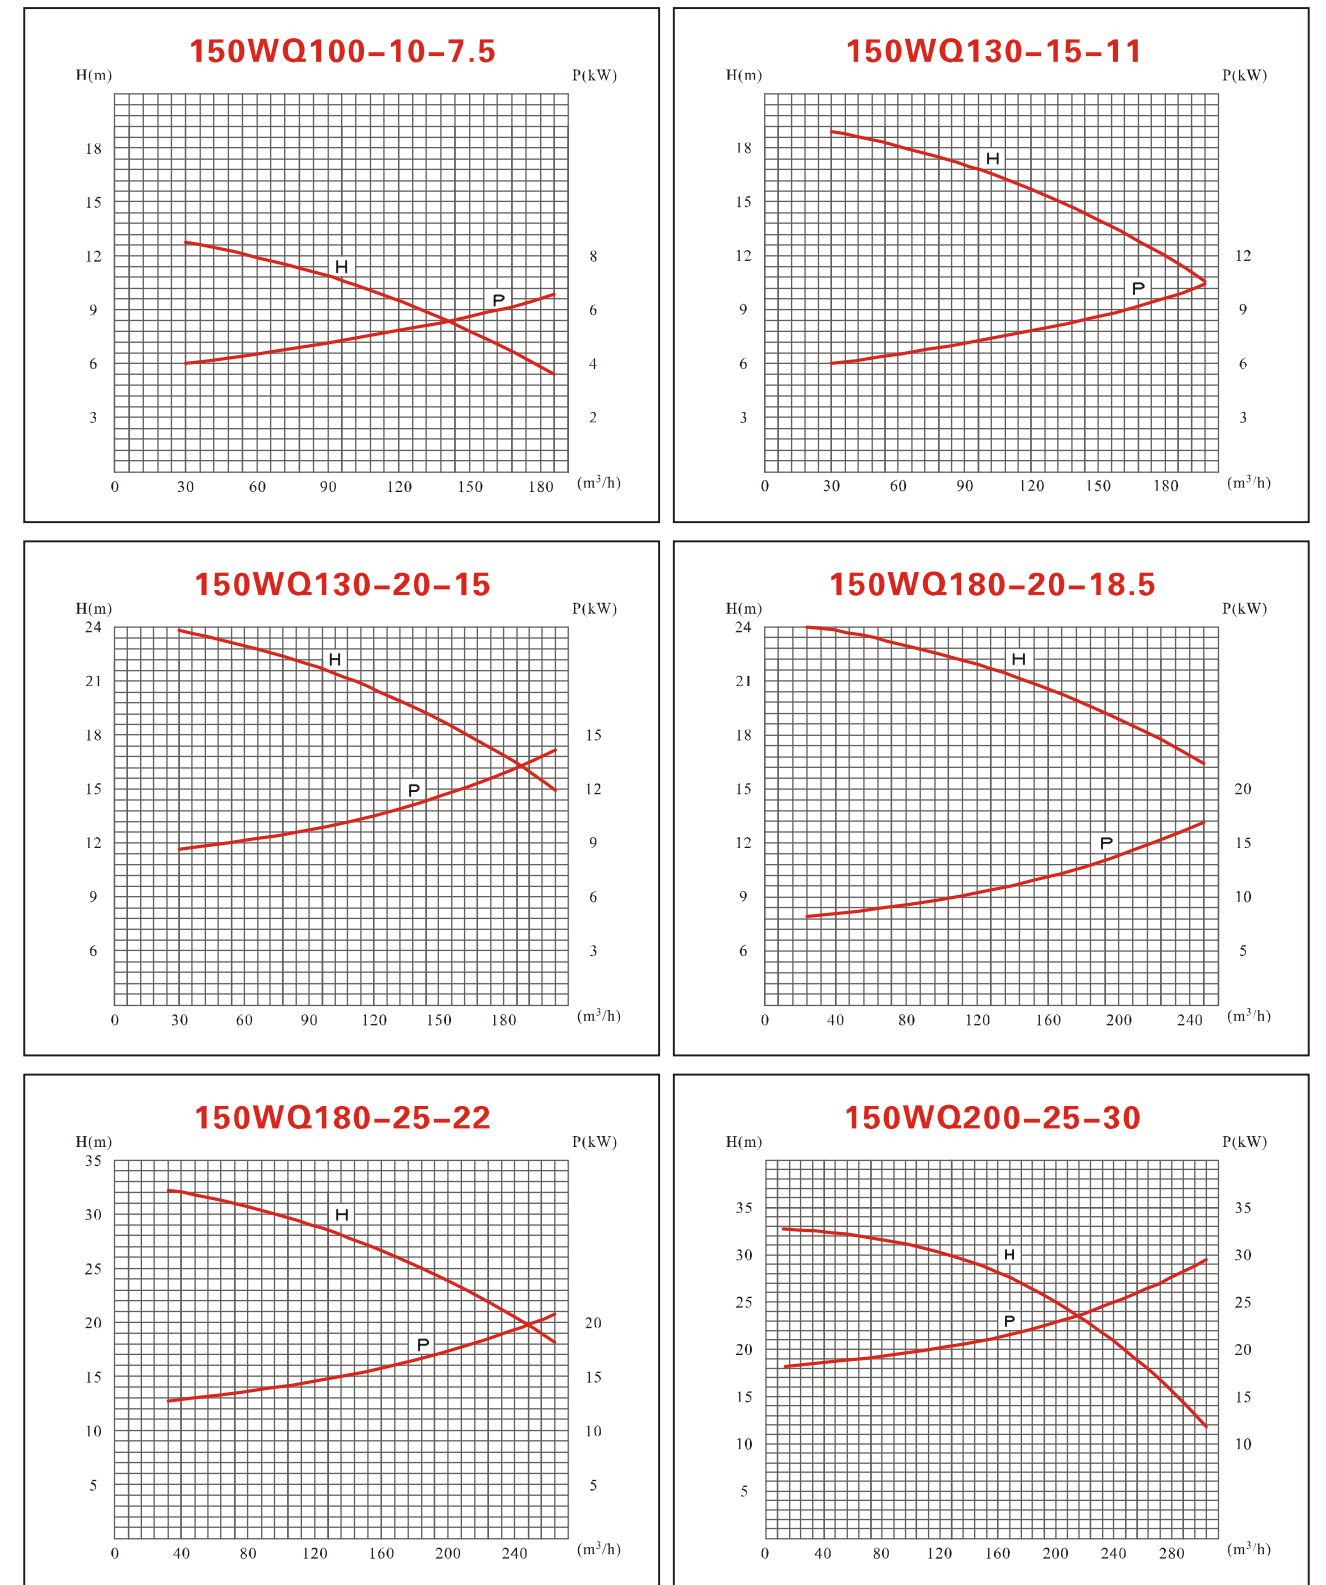 150WQ100–10–7.5
H(m) P(kW)
18
15
12 8
H
9 6
P
6 4
3 2
0 30 60 90 120 150 180 (m³/h)
150WQ130–15–11
H(m) P(kW)
18
H
15
12 12
P
9 9
6 6
3 3
0 30 60 90 120 150 180 (m³/h)
150WQ130–20–15
H(m) P(kW)
24
H
21
18 15
15 12
P
12 9
9 6
6 3
0 30 60 90 120 150 180 (m³/h)
150WQ180–20–18.5
H(m) P(kW)
24
H
21
18
15 20
12 15
P
9 10
6 5
0 40 80 120 160 200 240 (m³/h)
150WQ180–25–22
H(m) P(kW)
35
30
H
25
20 20
P
15 15
10 10
5 5
0 40 80 120 160 200 240 (m³/h)
150WQ200–25–30
H(m) P(kW)
35 35
30 30
H
25 25
P
20 20
15 15
10 10
5
0 40 80 120 160 200 240 280 (m³/h)